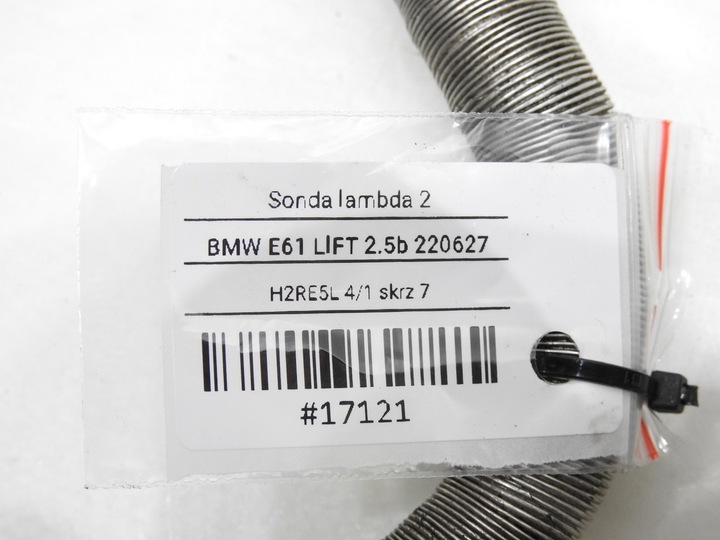 Sonda lambda 2
BMW E61 LIFT 2.5b 220627
H2RE5L 4/1 skrz 7
#17121